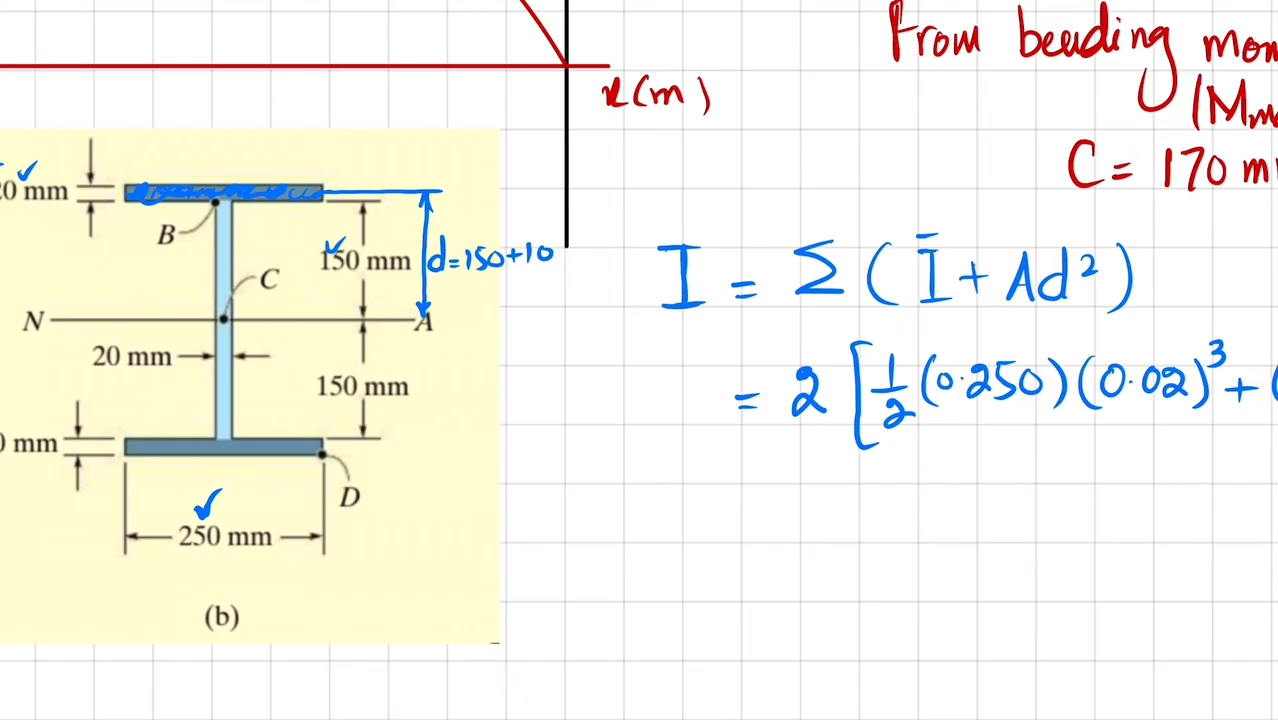 From bending mom
x(m)
|Mm
C = 170 m
0 mm
B
150 mm
d=150+10
C
I = Σ ( Ī + Ad² )
N
A
20 mm
= 2 [ 1/2 (0.250) (0.02)³ + (
150 mm
0 mm
D
250 mm
(b)